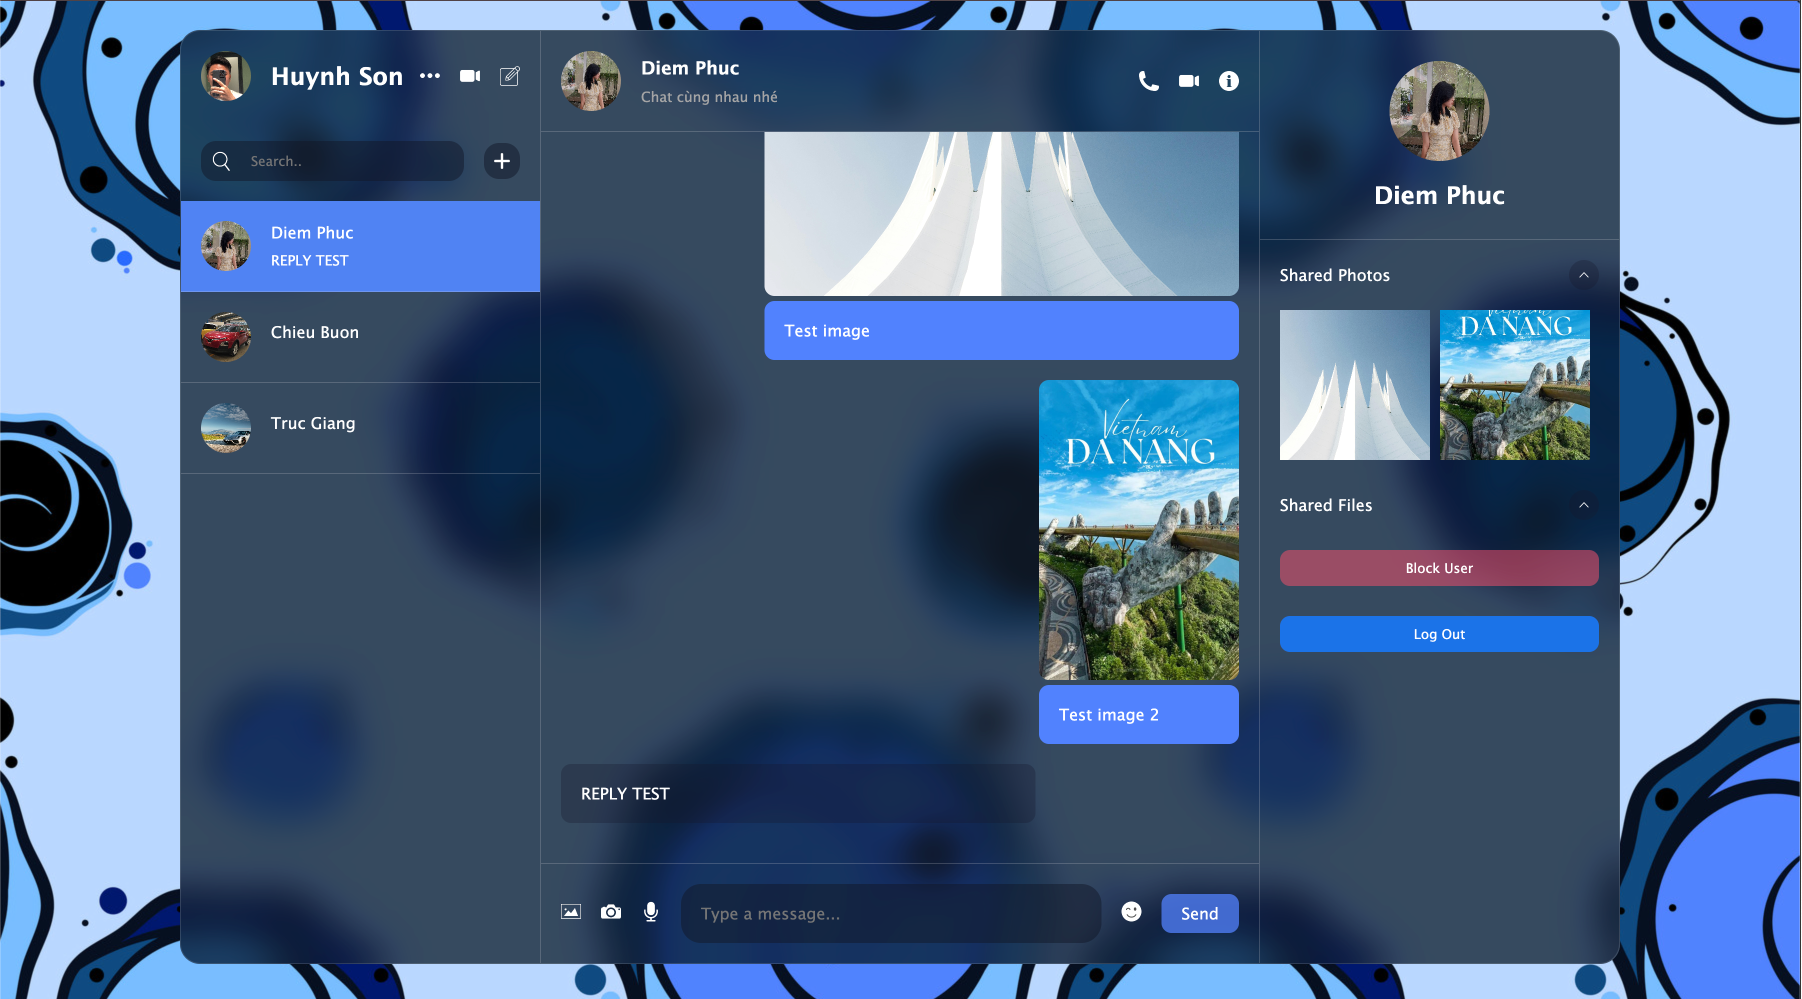 Huynh Son
Search..
Diem Phuc
REPLY TEST
Chieu Buon
Truc Giang
Diem Phuc
Chat cùng nhau nhé
Test image
Vietnam
DA NANG
Test image 2
REPLY TEST
Type a message...
Send
Diem Phuc
Shared Photos
Vietnam
DA NANG
Shared Files
Block User
Log Out